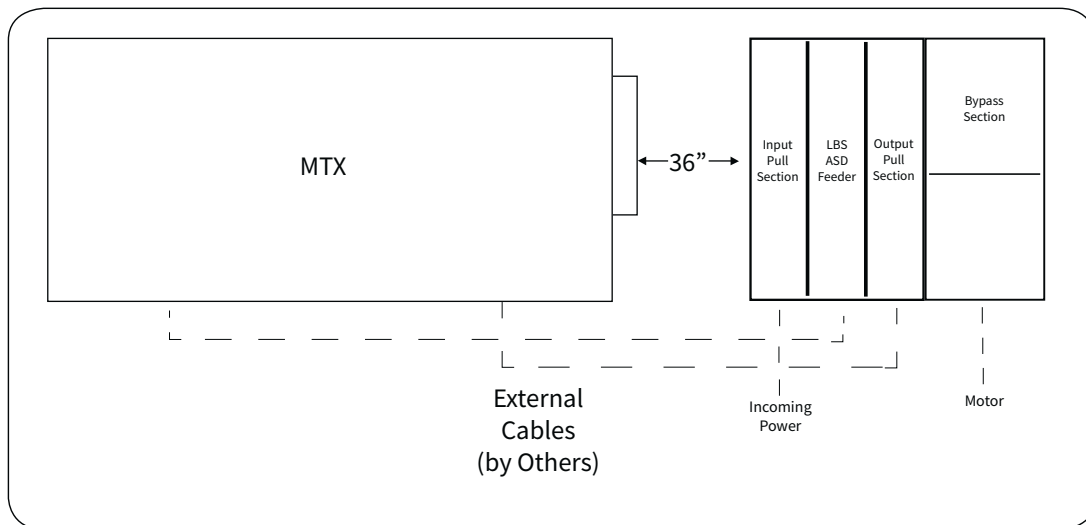 MTX
36”
Input
Pull
Section
LBS
ASD
Feeder
Output
Pull
Section
Bypass
Section
External
Cables
(by Others)
Incoming
Power
Motor